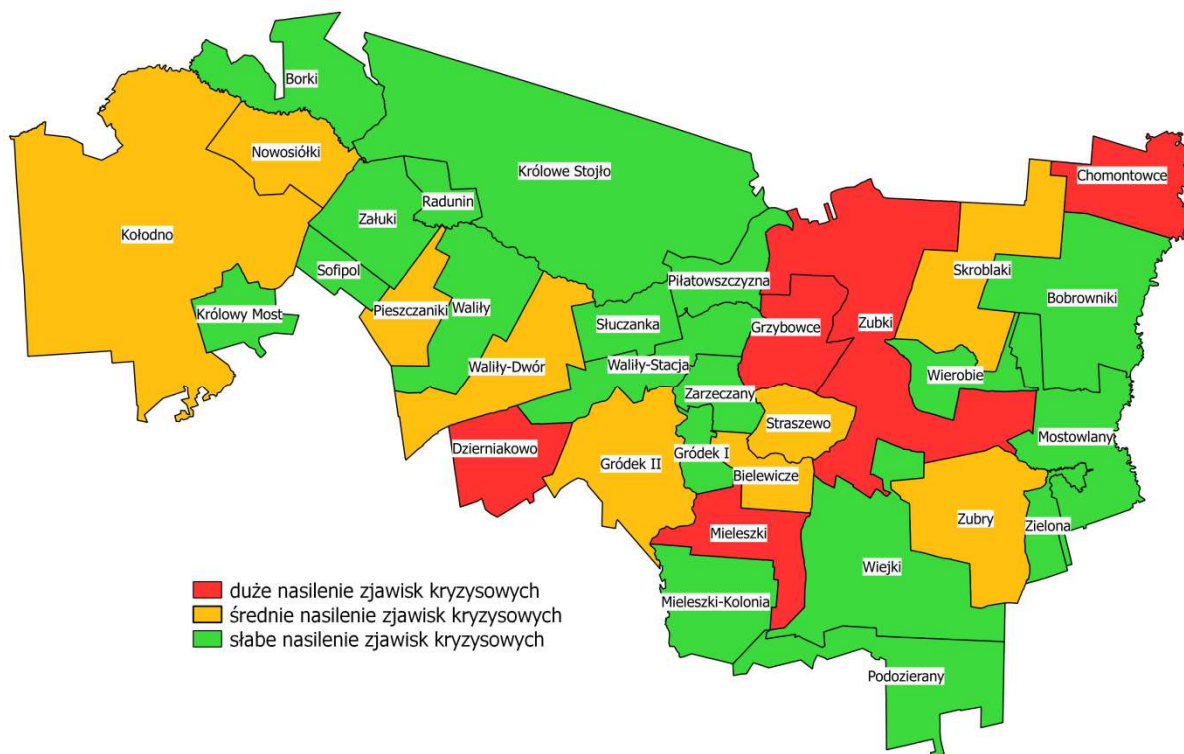 Borki
Nowosiółki
Królowe Stojło
Chomontowce
Radunin
Załuki
Kołodno
Skroblaki
Sofipol
Piłatowszczyzna
Bobrowniki
Królowy Most
Pieszczaniki
Waliły
Słuczanka
Grzybowce
Zubki
Waliły-Dwór
Waliły-Stacja
Wierobie
Zarzeczany
Straszewo
Mostowlany
Dzierniakowo
Gródek I
Gródek II
Bielewicze
Zubry
Zielona
Mieleszki
Wiejki
duże nasilenie zjawisk kryzysowych
średnie nasilenie zjawisk kryzysowych
słabe nasilenie zjawisk kryzysowych
Mieleszki-Kolonia
Podozierany